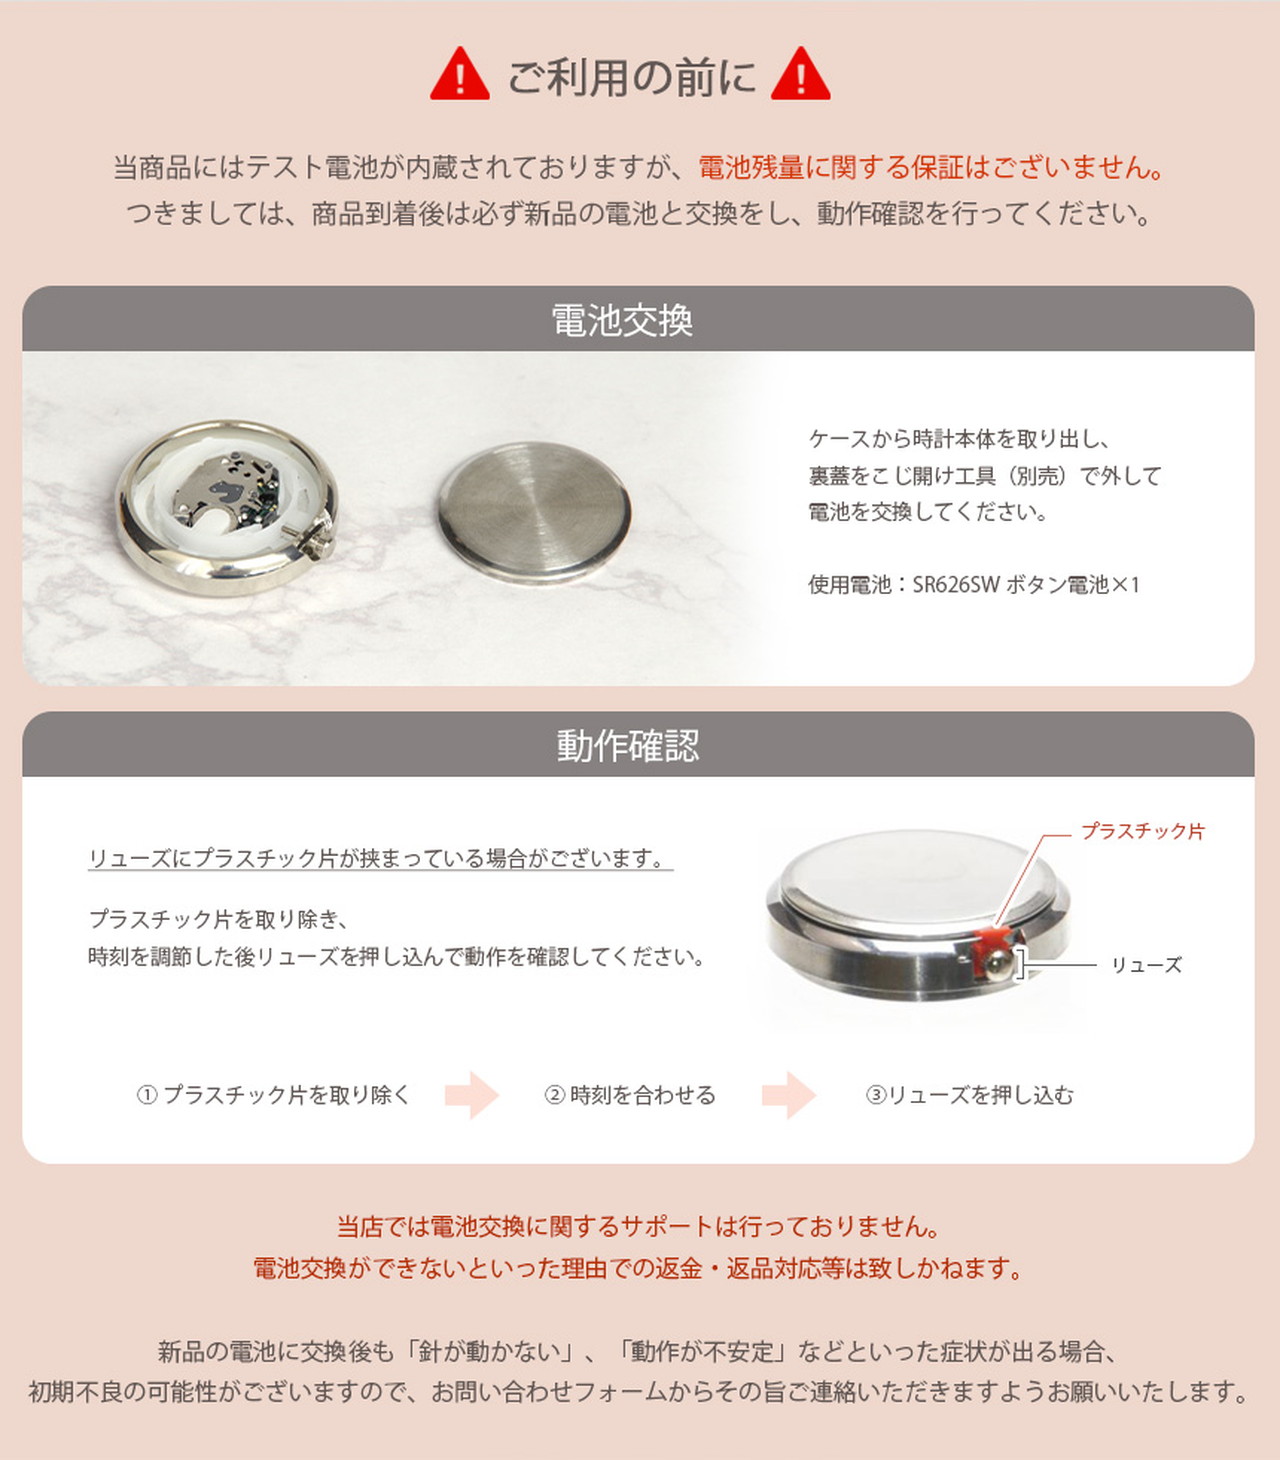 ご利用の前に
当商品にはテスト電池が内蔵されておりますが、電池残量に関する保証はございません。
つきましては、商品到着後は必ず新品の電池と交換をし、動作確認を行ってください。
電池交換
ケースから時計本体を取り出し、
裏蓋をこじ開け工具（別売）で外して
電池を交換してください。
使用電池：SR626SW ボタン電池×1
動作確認
リューズにプラスチック片が挟まっている場合がございます。
プラスチック片を取り除き、
時刻を調節した後リューズを押し込んで動作を確認してください。
プラスチック片
リューズ
① プラスチック片を取り除く
② 時刻を合わせる
③リューズを押し込む
当店では電池交換に関するサポートは行っておりません。
電池交換ができないといった理由での返金・返品対応等は致しかねます。
新品の電池に交換後も「針が動かない」、「動作が不安定」などといった症状が出る場合、
初期不良の可能性がございますので、お問い合わせフォームからその旨ご連絡いただきますようお願いいたします。